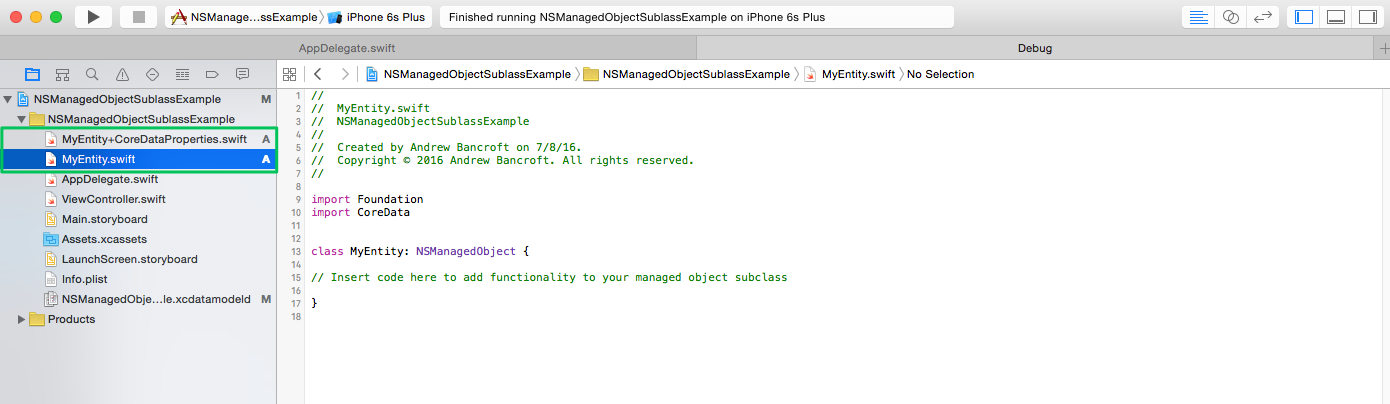 NSManage...ssExample〉 iPhone 6s Plus
Finished running NSManagedObjectSublassExample on iPhone 6s Plus
AppDelegate.swift
Debug
NSManagedObjectSublassExample M
NSManagedObjectSublassExample
MyEntity+CoreDataProperties.swift A
MyEntity.swift A
AppDelegate.swift
ViewController.swift
Main.storyboard
Assets.xcassets
LaunchScreen.storyboard
Info.plist
NSManagedObje...le.xcdatamodeld M
Products
NSManagedObjectSublassExample 〉 NSManagedObjectSublassExample 〉 MyEntity.swift 〉 No Selection
1 //
2 //  MyEntity.swift
3 //  NSManagedObjectSublassExample
4 //
5 //  Created by Andrew Bancroft on 7/8/16.
6 //  Copyright © 2016 Andrew Bancroft. All rights reserved.
7 //
8
9 import Foundation
10 import CoreData
11
12
13 class MyEntity: NSManagedObject {
14
15 // Insert code here to add functionality to your managed object subclass
16
17 }
18